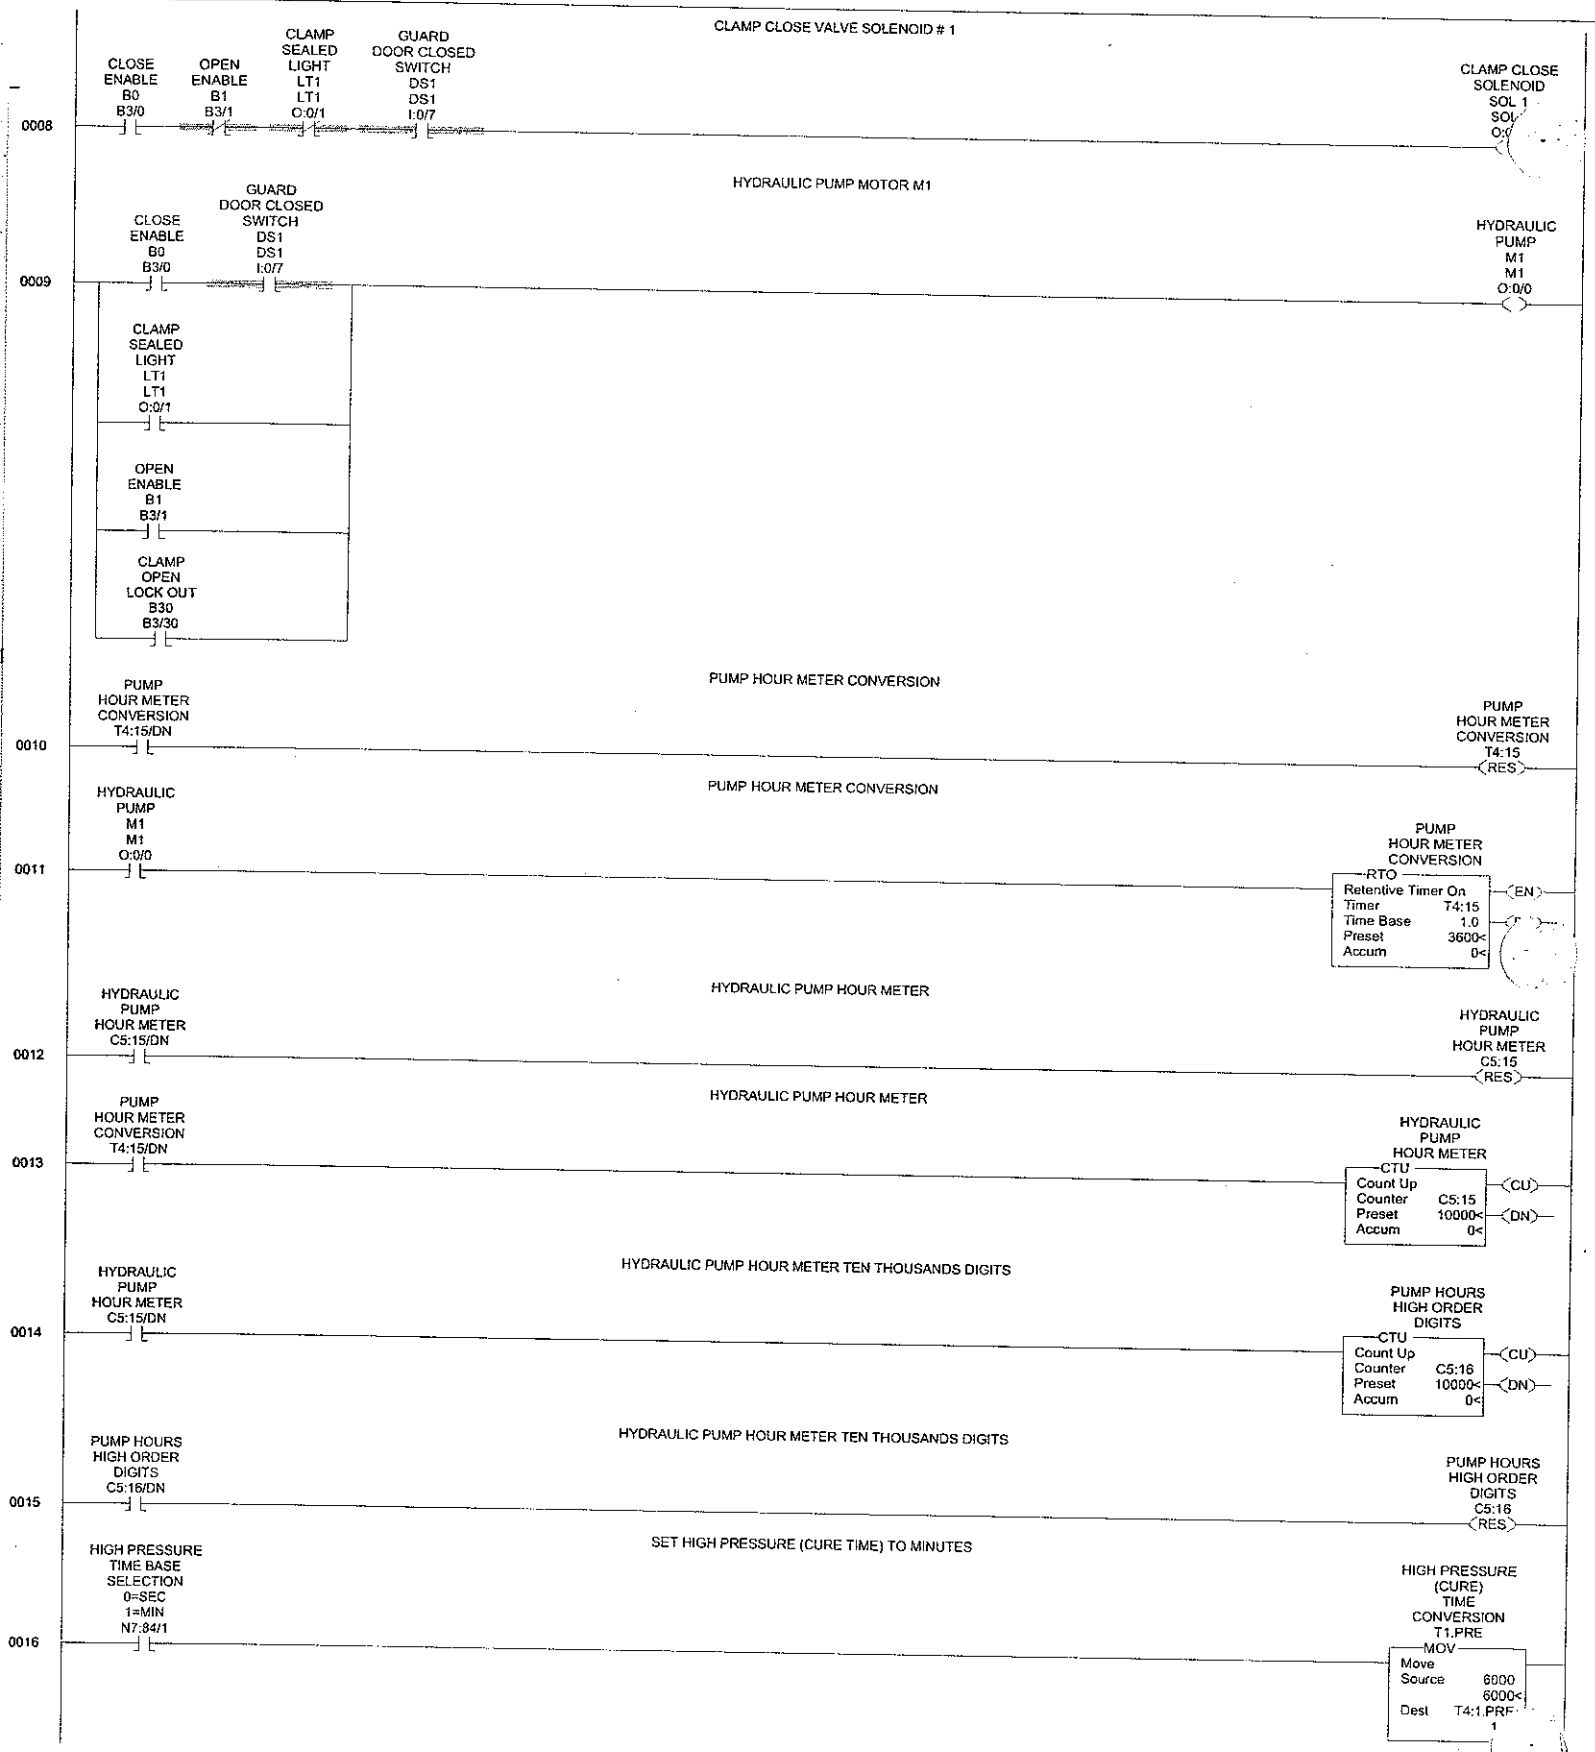 CLAMP CLOSE VALVE SOLENOID # 1
CLOSE
ENABLE
B0
B3/0
OPEN
ENABLE
B1
B3/1
CLAMP
SEALED
LIGHT
LT1
LT1
O:0/1
GUARD
DOOR CLOSED
SWITCH
DS1
DS1
I:0/7
CLAMP CLOSE
SOLENOID
SOL 1
SOL
0008
HYDRAULIC PUMP MOTOR M1
CLOSE
ENABLE
B0
B3/0
GUARD
DOOR CLOSED
SWITCH
DS1
DS1
I:0/7
HYDRAULIC
PUMP
M1
M1
O:0/0
0009
CLAMP
SEALED
LIGHT
LT1
LT1
O:0/1
OPEN
ENABLE
B1
B3/1
CLAMP
OPEN
LOCK OUT
B30
B3/30
PUMP HOUR METER CONVERSION
PUMP
HOUR METER
CONVERSION
T4:15/DN
PUMP
HOUR METER
CONVERSION
T4:15
0010
RES
PUMP HOUR METER CONVERSION
HYDRAULIC
PUMP
M1
M1
O:0/0
PUMP
HOUR METER
CONVERSION
0011
RTO
Retentive Timer On
EN
Timer T4:15
Time Base 1.0
Preset 3600<
Accum 0<
HYDRAULIC PUMP HOUR METER
HYDRAULIC
PUMP
HOUR METER
C5:15/DN
HYDRAULIC
PUMP
HOUR METER
C5:15
0012
RES
HYDRAULIC PUMP HOUR METER
PUMP
HOUR METER
CONVERSION
T4:15/DN
HYDRAULIC
PUMP
HOUR METER
0013
CTU
Count Up
CU
Counter C5:15
Preset 10000<
DN
Accum 0<
HYDRAULIC PUMP HOUR METER TEN THOUSANDS DIGITS
HYDRAULIC
PUMP
HOUR METER
C5:15/DN
PUMP HOURS
HIGH ORDER
DIGITS
0014
CTU
Count Up
CU
Counter C5:16
Preset 10000<
DN
Accum 0<
HYDRAULIC PUMP HOUR METER TEN THOUSANDS DIGITS
PUMP HOURS
HIGH ORDER
DIGITS
C5:16/DN
PUMP HOURS
HIGH ORDER
DIGITS
C5:16
0015
RES
SET HIGH PRESSURE (CURE TIME) TO MINUTES
HIGH PRESSURE
TIME BASE
SELECTION
0=SEC
1=MIN
N7:84/1
HIGH PRESSURE
(CURE)
TIME
CONVERSION
T1.PRE
0016
MOV
Move
Source 6000
6000<
Dest T4:1.PRE
1